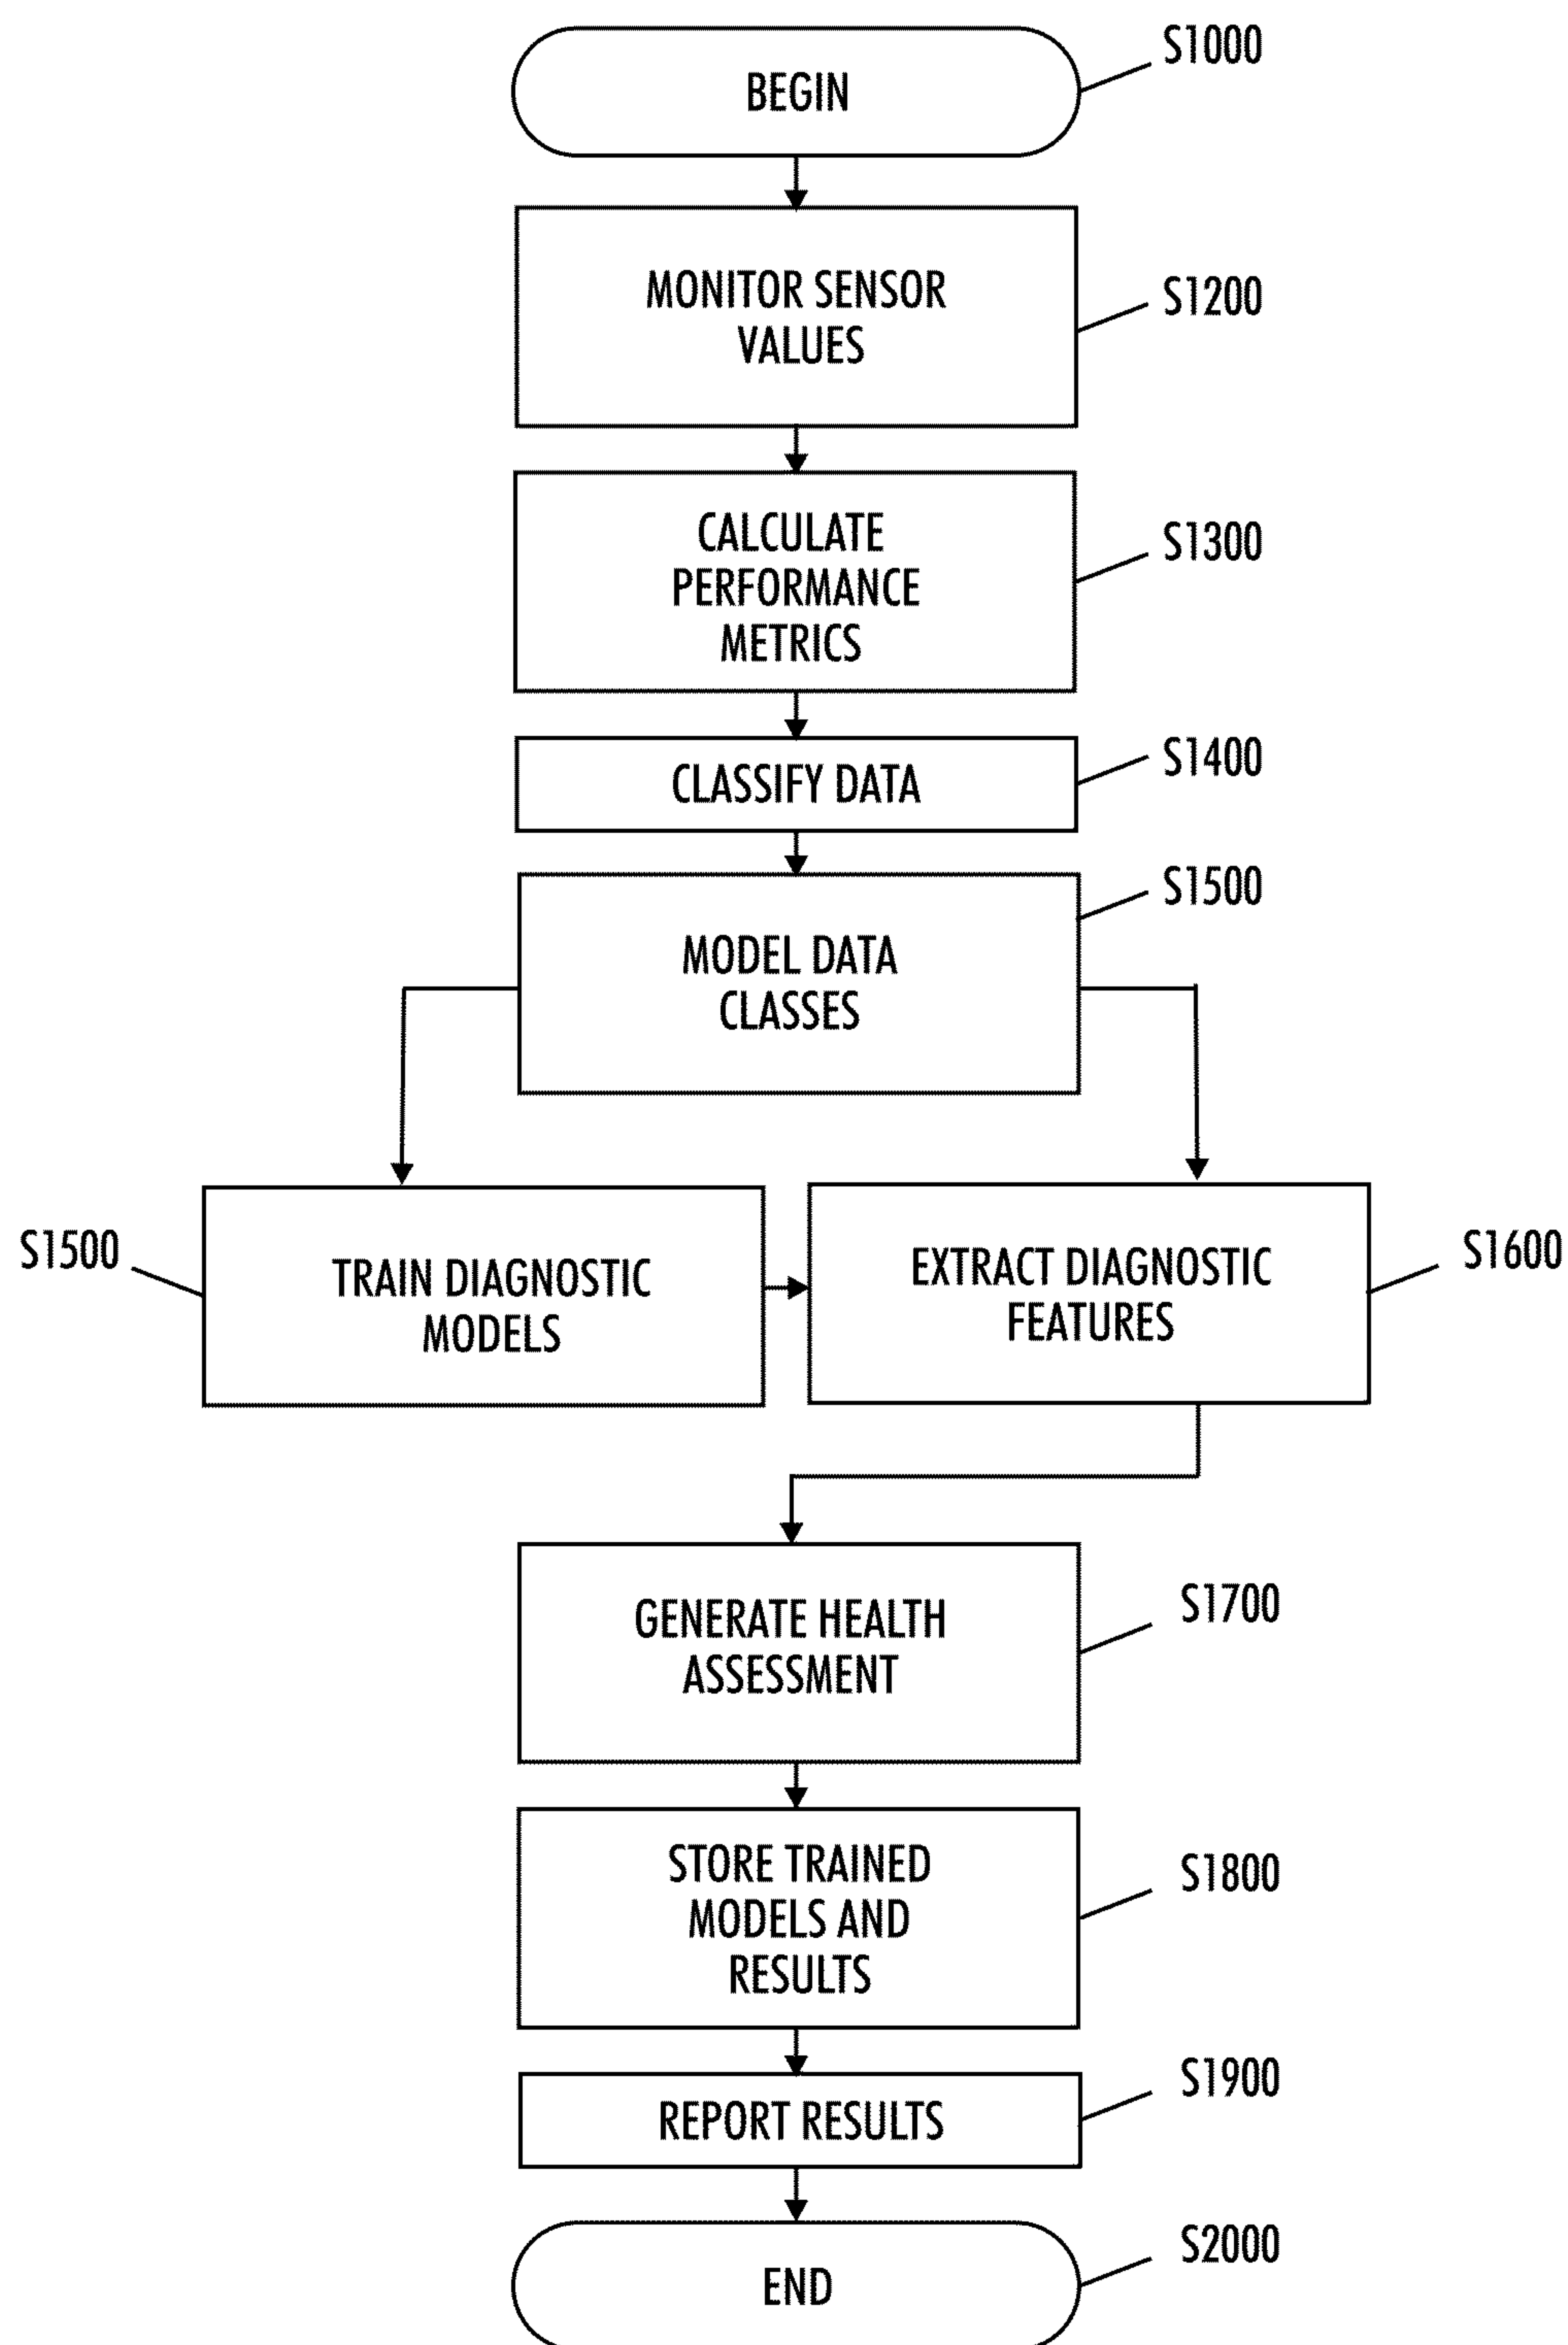 BEGIN
S1000
MONITOR SENSOR
VALUES
S1200
CALCULATE
PERFORMANCE
METRICS
S1300
CLASSIFY DATA
S1400
MODEL DATA
CLASSES
S1500
S1500
TRAIN DIAGNOSTIC
MODELS
EXTRACT DIAGNOSTIC
FEATURES
S1600
GENERATE HEALTH
ASSESSMENT
S1700
STORE TRAINED
MODELS AND
RESULTS
S1800
REPORT RESULTS
S1900
END
S2000